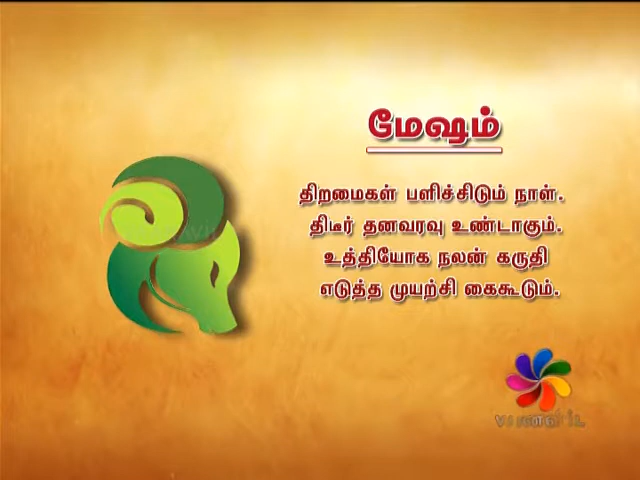 மேஷம்
திறமைகள் பளிச்சிடும் நாள்.
திடீர் தனவரவு உண்டாகும்.
உத்தியோக நலன் கருதி
எடுத்த முயற்சி கைகூடும்.